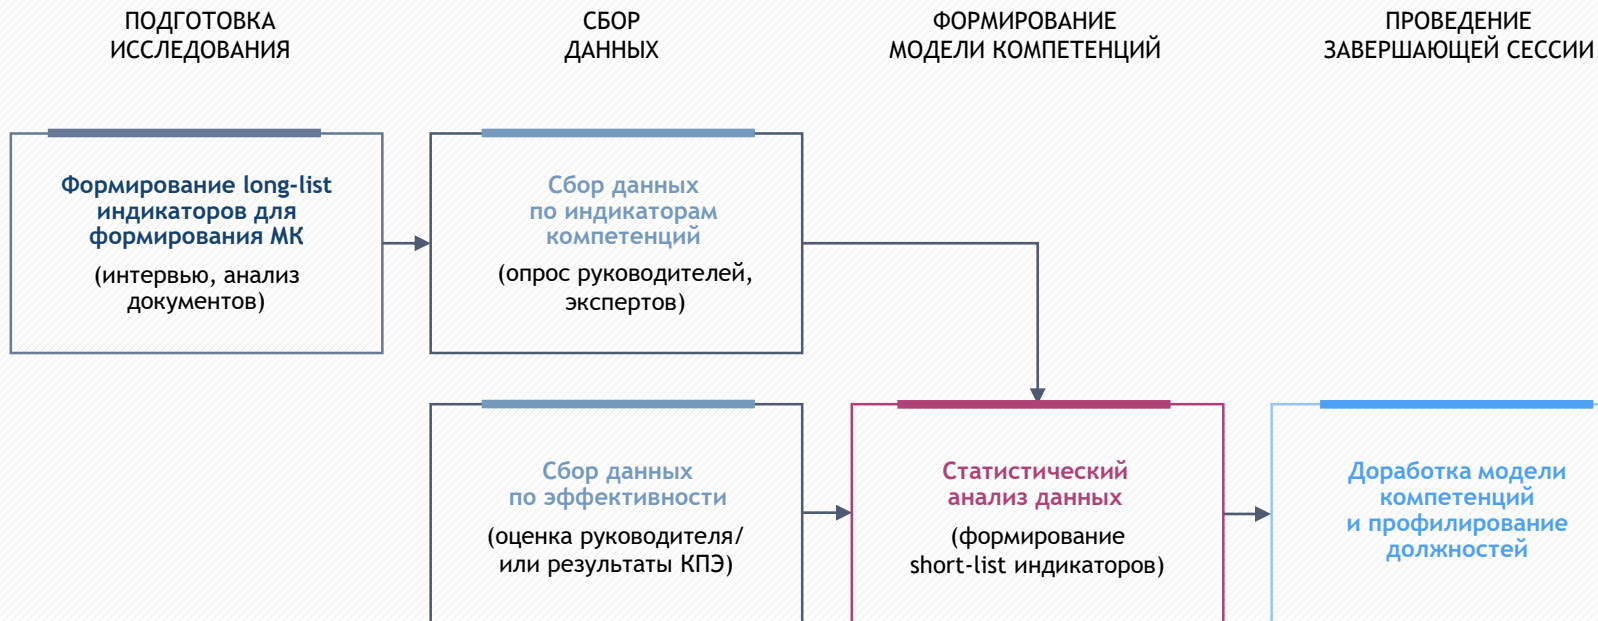 ПОДГОТОВКА
ИССЛЕДОВАНИЯ
СБОР
ДАННЫХ
ФОРМИРОВАНИЕ
МОДЕЛИ КОМПЕТЕНЦИЙ
ПРОВЕДЕНИЕ
ЗАВЕРШАЮЩЕЙ СЕССИИ
Формирование long-list
индикаторов для
формирования МК
(интервью, анализ
документов)
Сбор данных
по индикаторам
компетенций
(опрос руководителей,
экспертов)
Сбор данных
по эффективности
(оценка руководителя/
или результаты КПЭ)
Статистический
анализ данных
(формирование
short-list индикаторов)
Доработка модели
компетенций
и профилирование
должностей